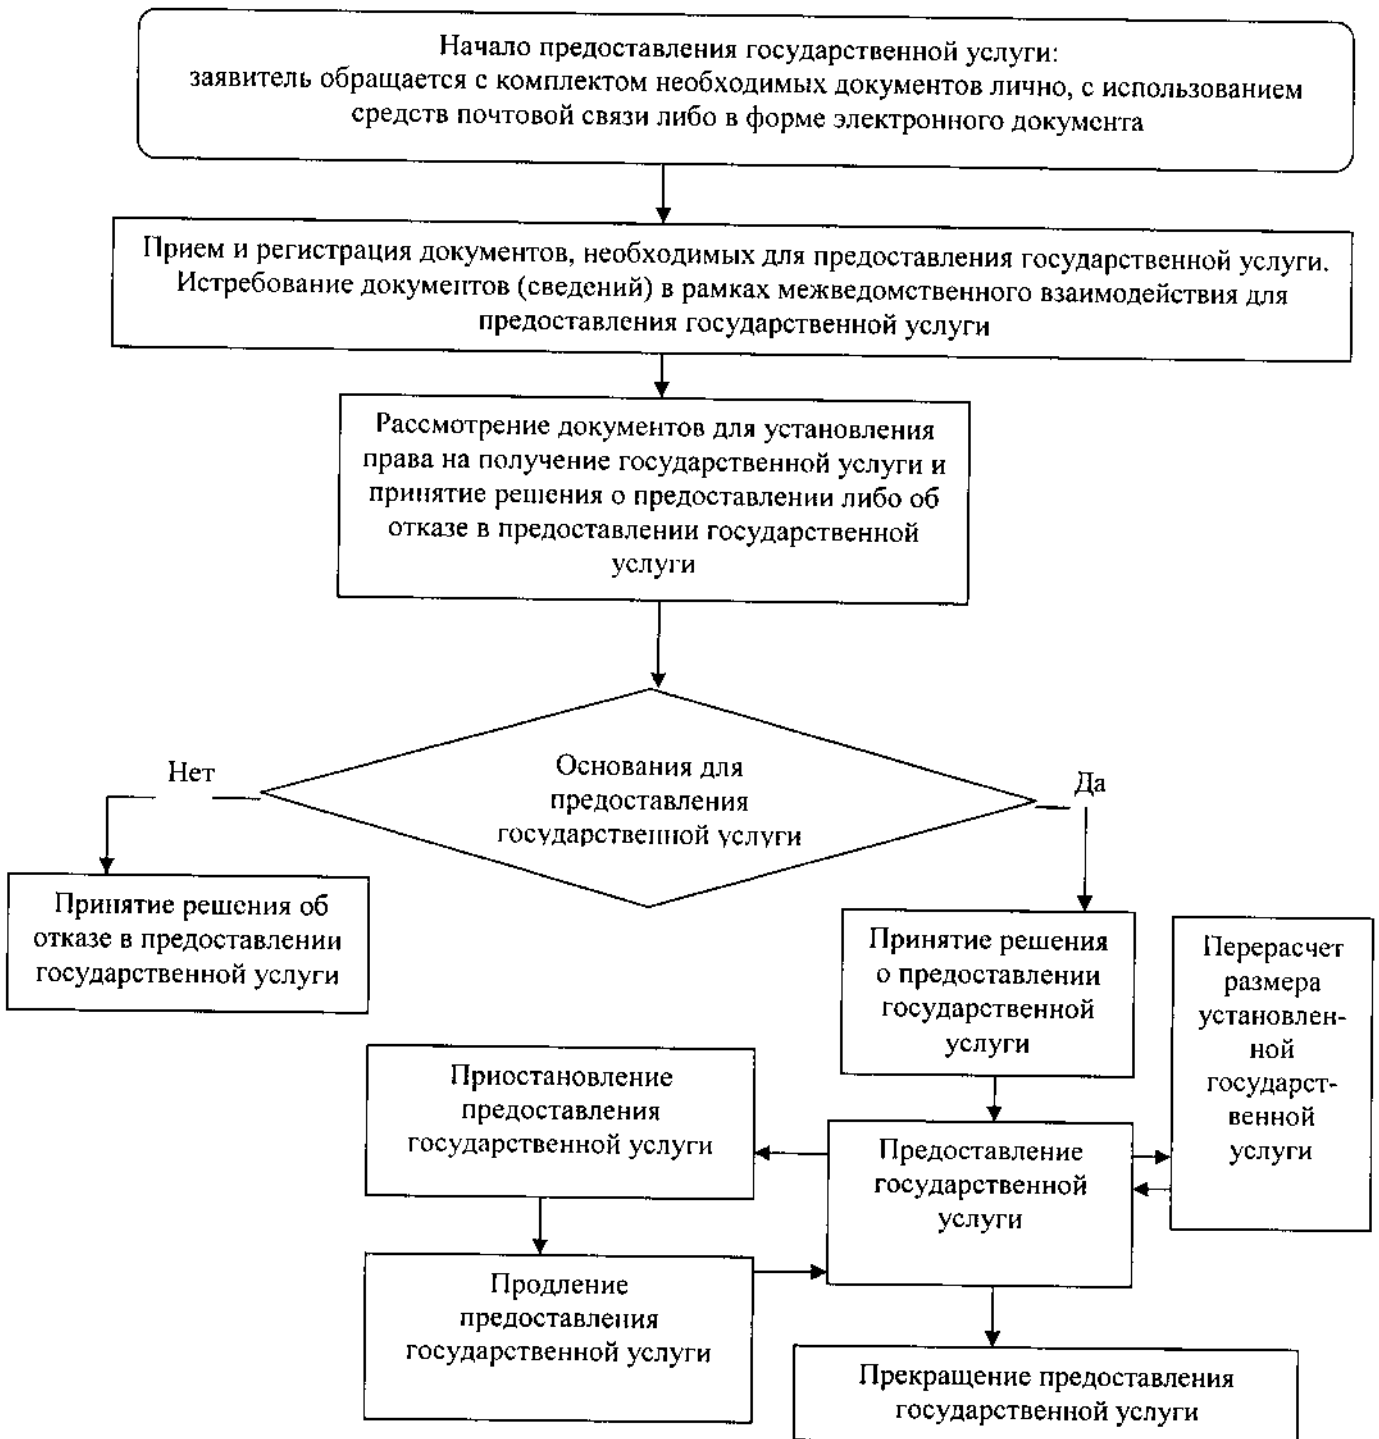 Начало предоставления государственной услуги:
заявитель обращается с комплектом необходимых документов лично, с использованием
средств почтовой связи либо в форме электронного документа
Прием и регистрация документов, необходимых для предоставления государственной услуги.
Истребование документов (сведений) в рамках межведомственного взаимодействия для
предоставления государственной услуги
Рассмотрение документов для установления
права на получение государственной услуги и
принятие решения о предоставлении либо об
отказе в предоставлении государственной
услуги
Основания для
предоставления
государственной услуги
Нет
Да
Принятие решения об
отказе в предоставлении
государственной услуги
Принятие решения
о предоставлении
государственной
услуги
Перерасчет
размера
установлен-
ной
государст-
венной
услуги
Приостановление
предоставления
государственной услуги
Предоставление
государственной
услуги
Продление
предоставления
государственной услуги
Прекращение предоставления
государственной услуги